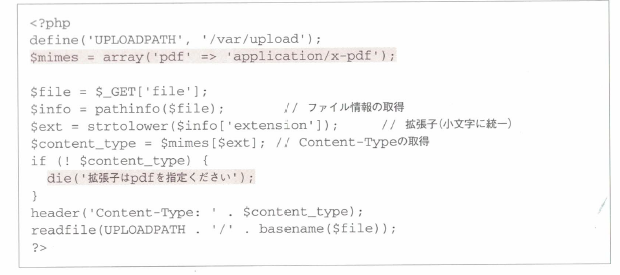 <?php
define('UPLOADPATH', '/var/upload');
$mimes = array('pdf' => 'application/x-pdf');
$file = $_GET['file'];
$info = pathinfo($file); // ファイル情報の取得
$ext = strtolower($info['extension']); // 拡張子(小文字に統一)
$content_type = $mimes[$ext]; // Content-Typeの取得
if (! $content_type) {
die('拡張子はpdfを指定ください');
}
header('Content-Type: ' . $content_type);
readfile(UPLOADPATH . '/' . basename($file));
?>